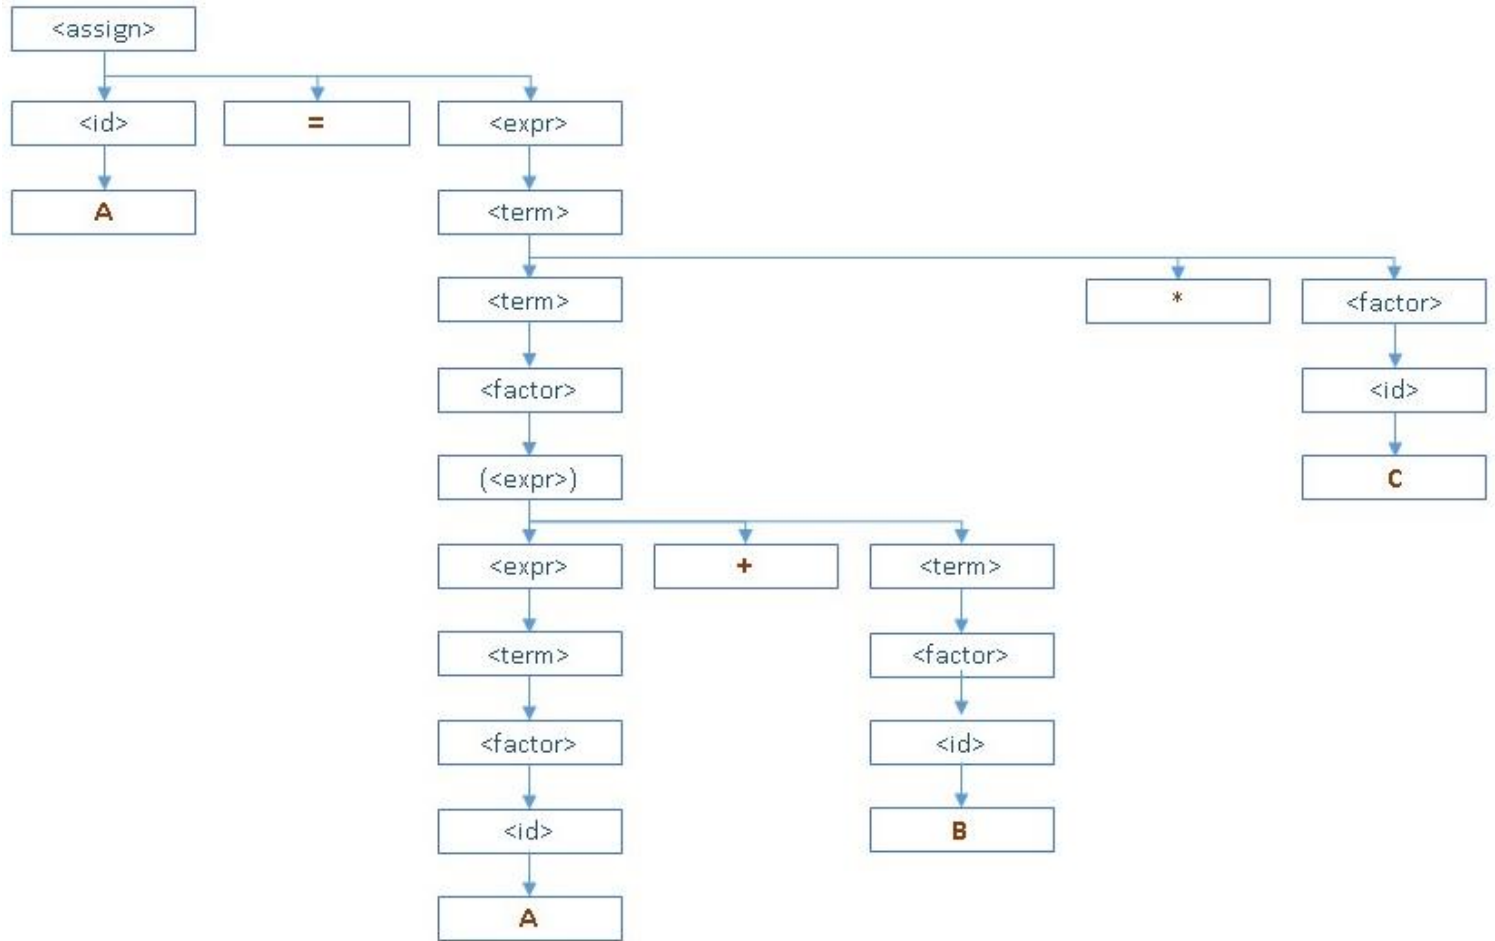 <assign>
<id> = <expr>
A <term>
<term> * <factor>
<factor> <id>
(<expr>) C
<expr> + <term>
<term> <factor>
<factor> <id>
<id> B
A